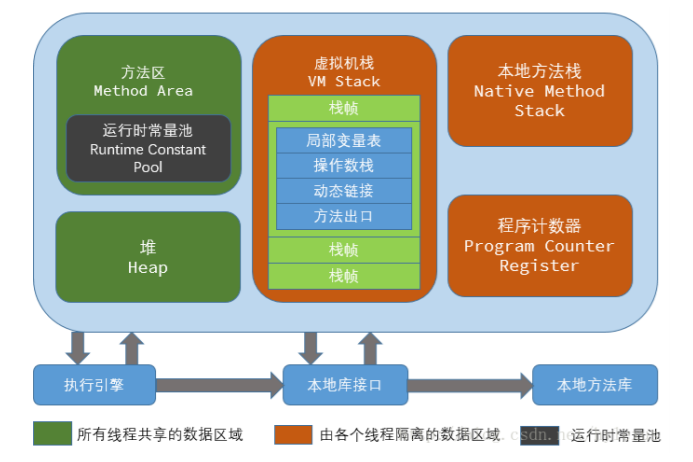 方法区
Method Area
运行时常量池
Runtime Constant
Pool
堆
Heap
虚拟机栈
VM Stack
栈帧
局部变量表
操作数栈
动态链接
方法出口
栈帧
栈帧
本地方法栈
Native Method
Stack
程序计数器
Program Counter
Register
执行引擎
本地库接口
本地方法库
所有线程共享的数据区域
由各个线程隔离的数据区域
运行时常量池